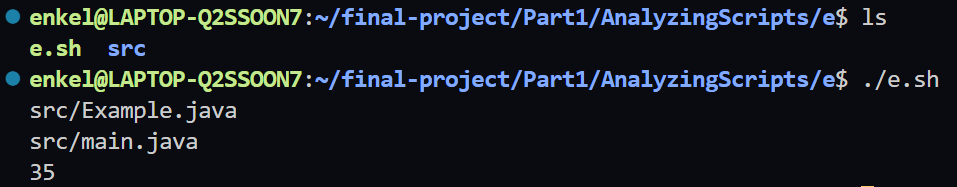 enkel@LAPTOP-Q2SSOON7:~/final-project/Part1/AnalyzingScripts/e$ ls
e.sh  src
enkel@LAPTOP-Q2SSOON7:~/final-project/Part1/AnalyzingScripts/e$ ./e.sh
src/Example.java
src/main.java
35